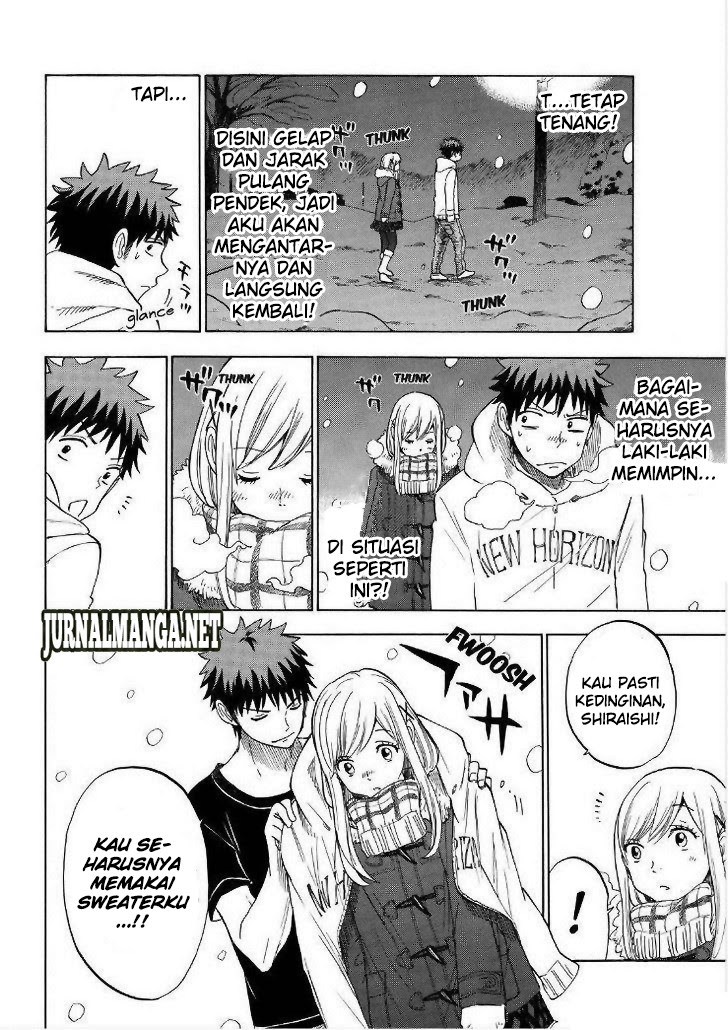 T...TETAP
TENANG!
THUNK
DISINI GELAP
DAN JARAK
PULANG
PENDEK, JADI
AKU AKAN
MENGANTAR-
NYA DAN
LANGSUNG
KEMBALI!
THUNK
TAPI...
glance
BAGAI-
MANA SE-
HARUSNYA
LAKI-LAKI
MEMIMPIN...
THUNK
NEW HORIZON
DI SITUASI
SEPERTI
INI?!
THUNK
JURNALMANGA.NET
KAU PASTI
KEDINGINAN,
SHIRAISHI!
!
FWOOSH
KAU SE-
HARUSNYA
MEMAKAI
SWEATERKU
...!!